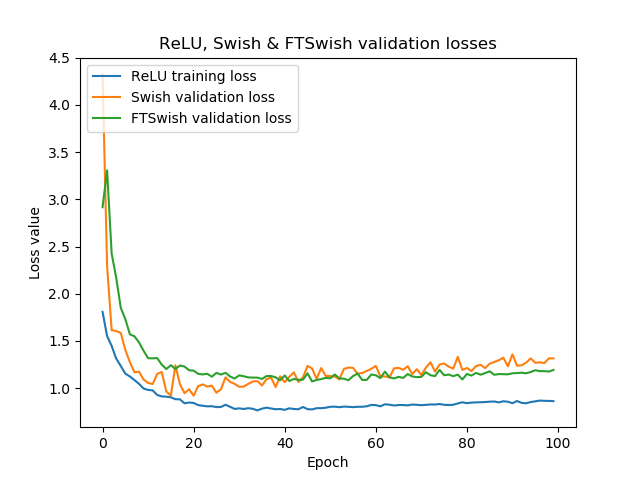 ReLU, Swish & FTSwish validation losses
ReLU training loss
Swish validation loss
FTSwish validation loss
Loss value
4.5
4.0
3.5
3.0
2.5
2.0
1.5
1.0
0 20 40 60 80 100
Epoch